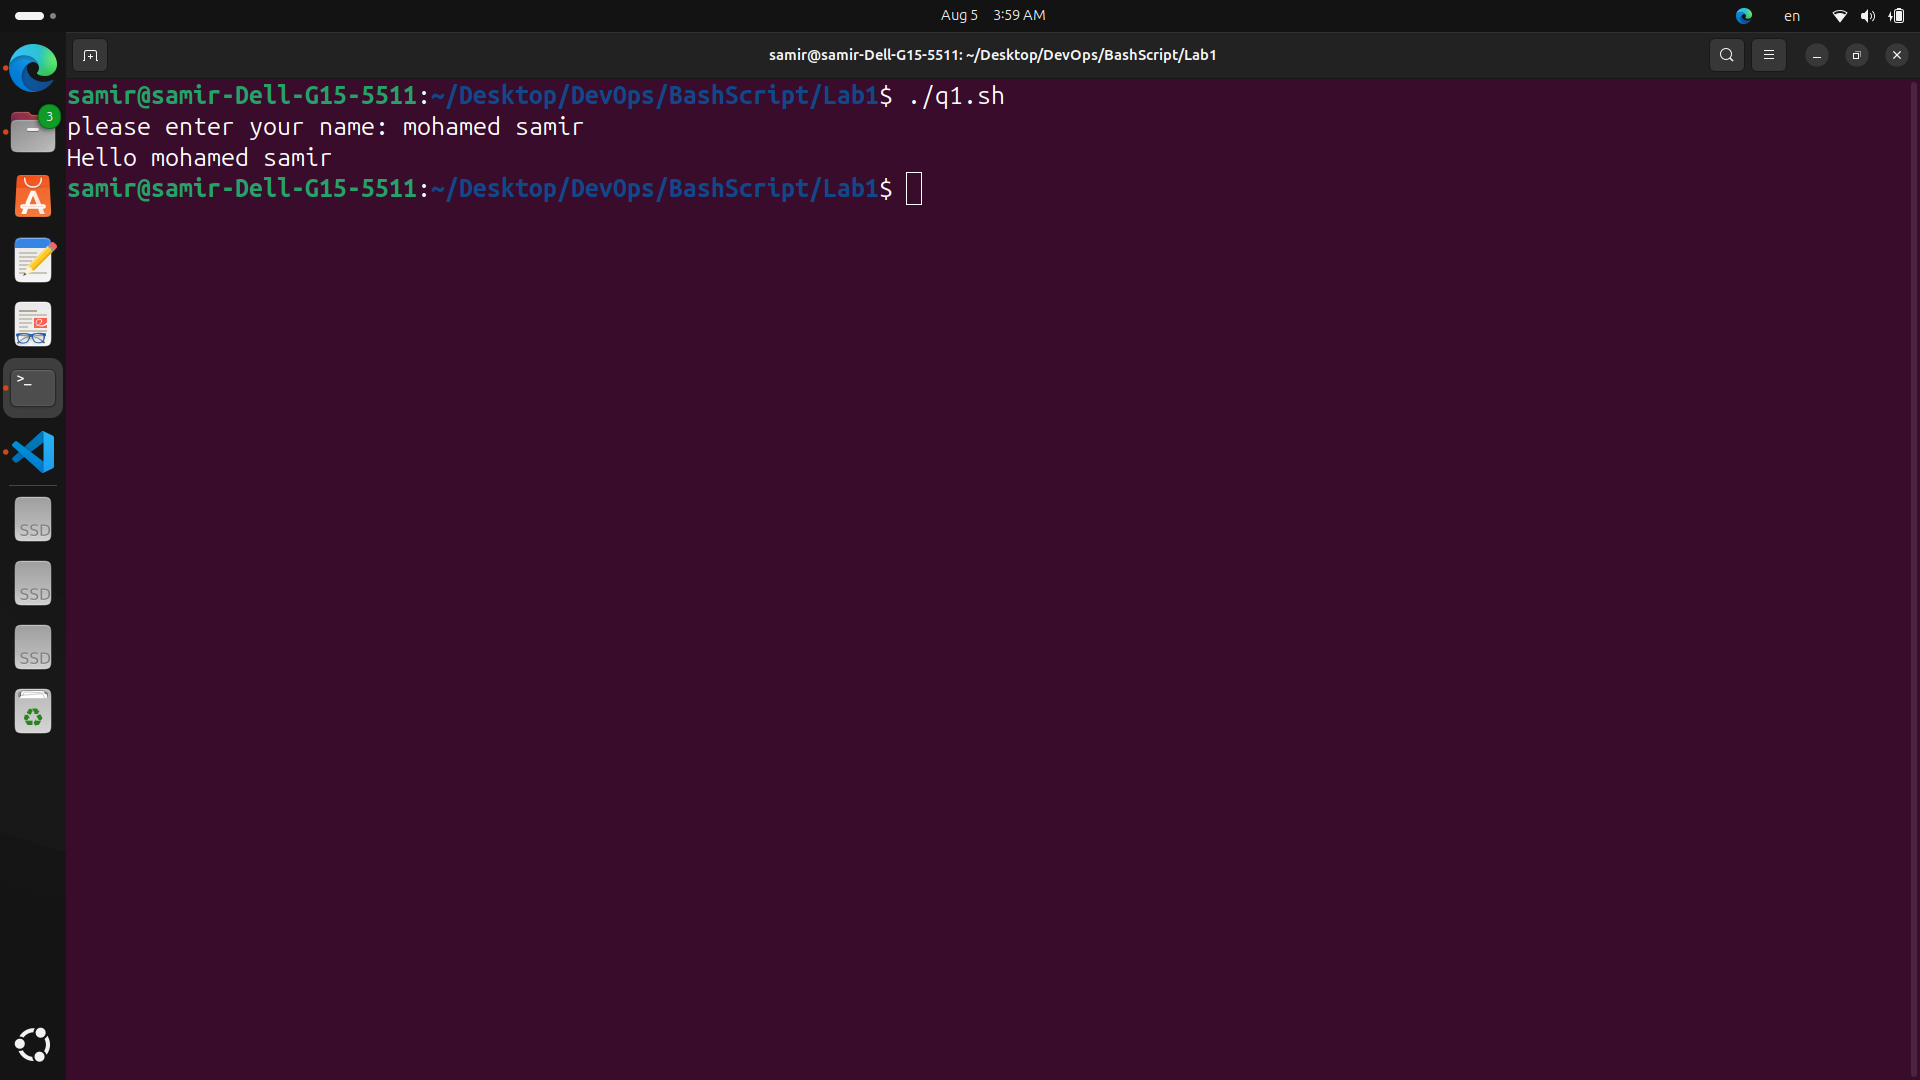 Aug 5 3:59 AM
en
samir@samir-Dell-G15-5511: ~/Desktop/DevOps/BashScript/Lab1
samir@samir-Dell-G15-5511:~/Desktop/DevOps/BashScript/Lab1$ ./q1.sh
please enter your name: mohamed samir
Hello mohamed samir
samir@samir-Dell-G15-5511:~/Desktop/DevOps/BashScript/Lab1$
3
>_
SSD
SSD
SSD